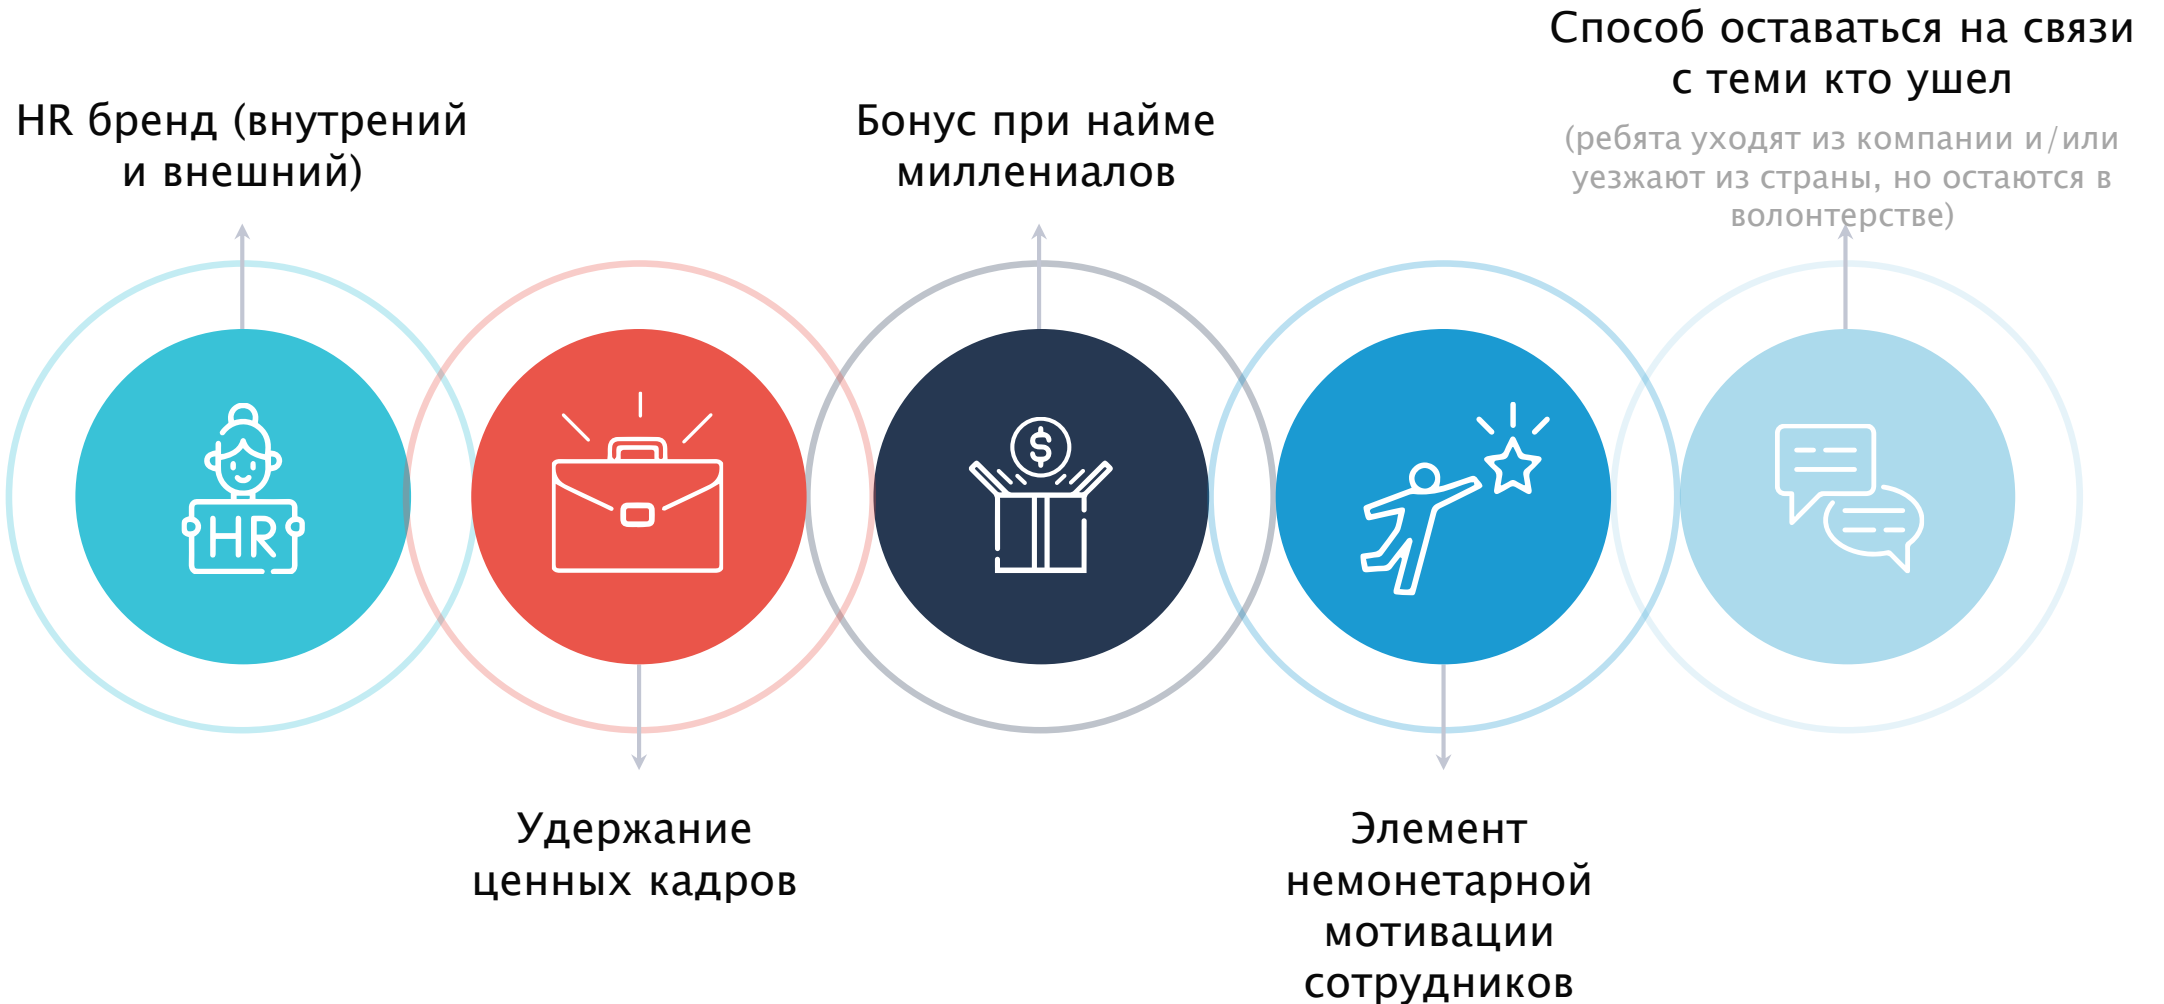 HR бренд (внутрений
и внешний)
Удержание
ценных кадров
Бонус при найме
миллениалов
Элемент
немонетарной
мотивации
сотрудников
Способ оставаться на связи
с теми кто ушел
(ребята уходят из компании и/или
уезжают из страны, но остаются в
волонтерстве)
HR
$